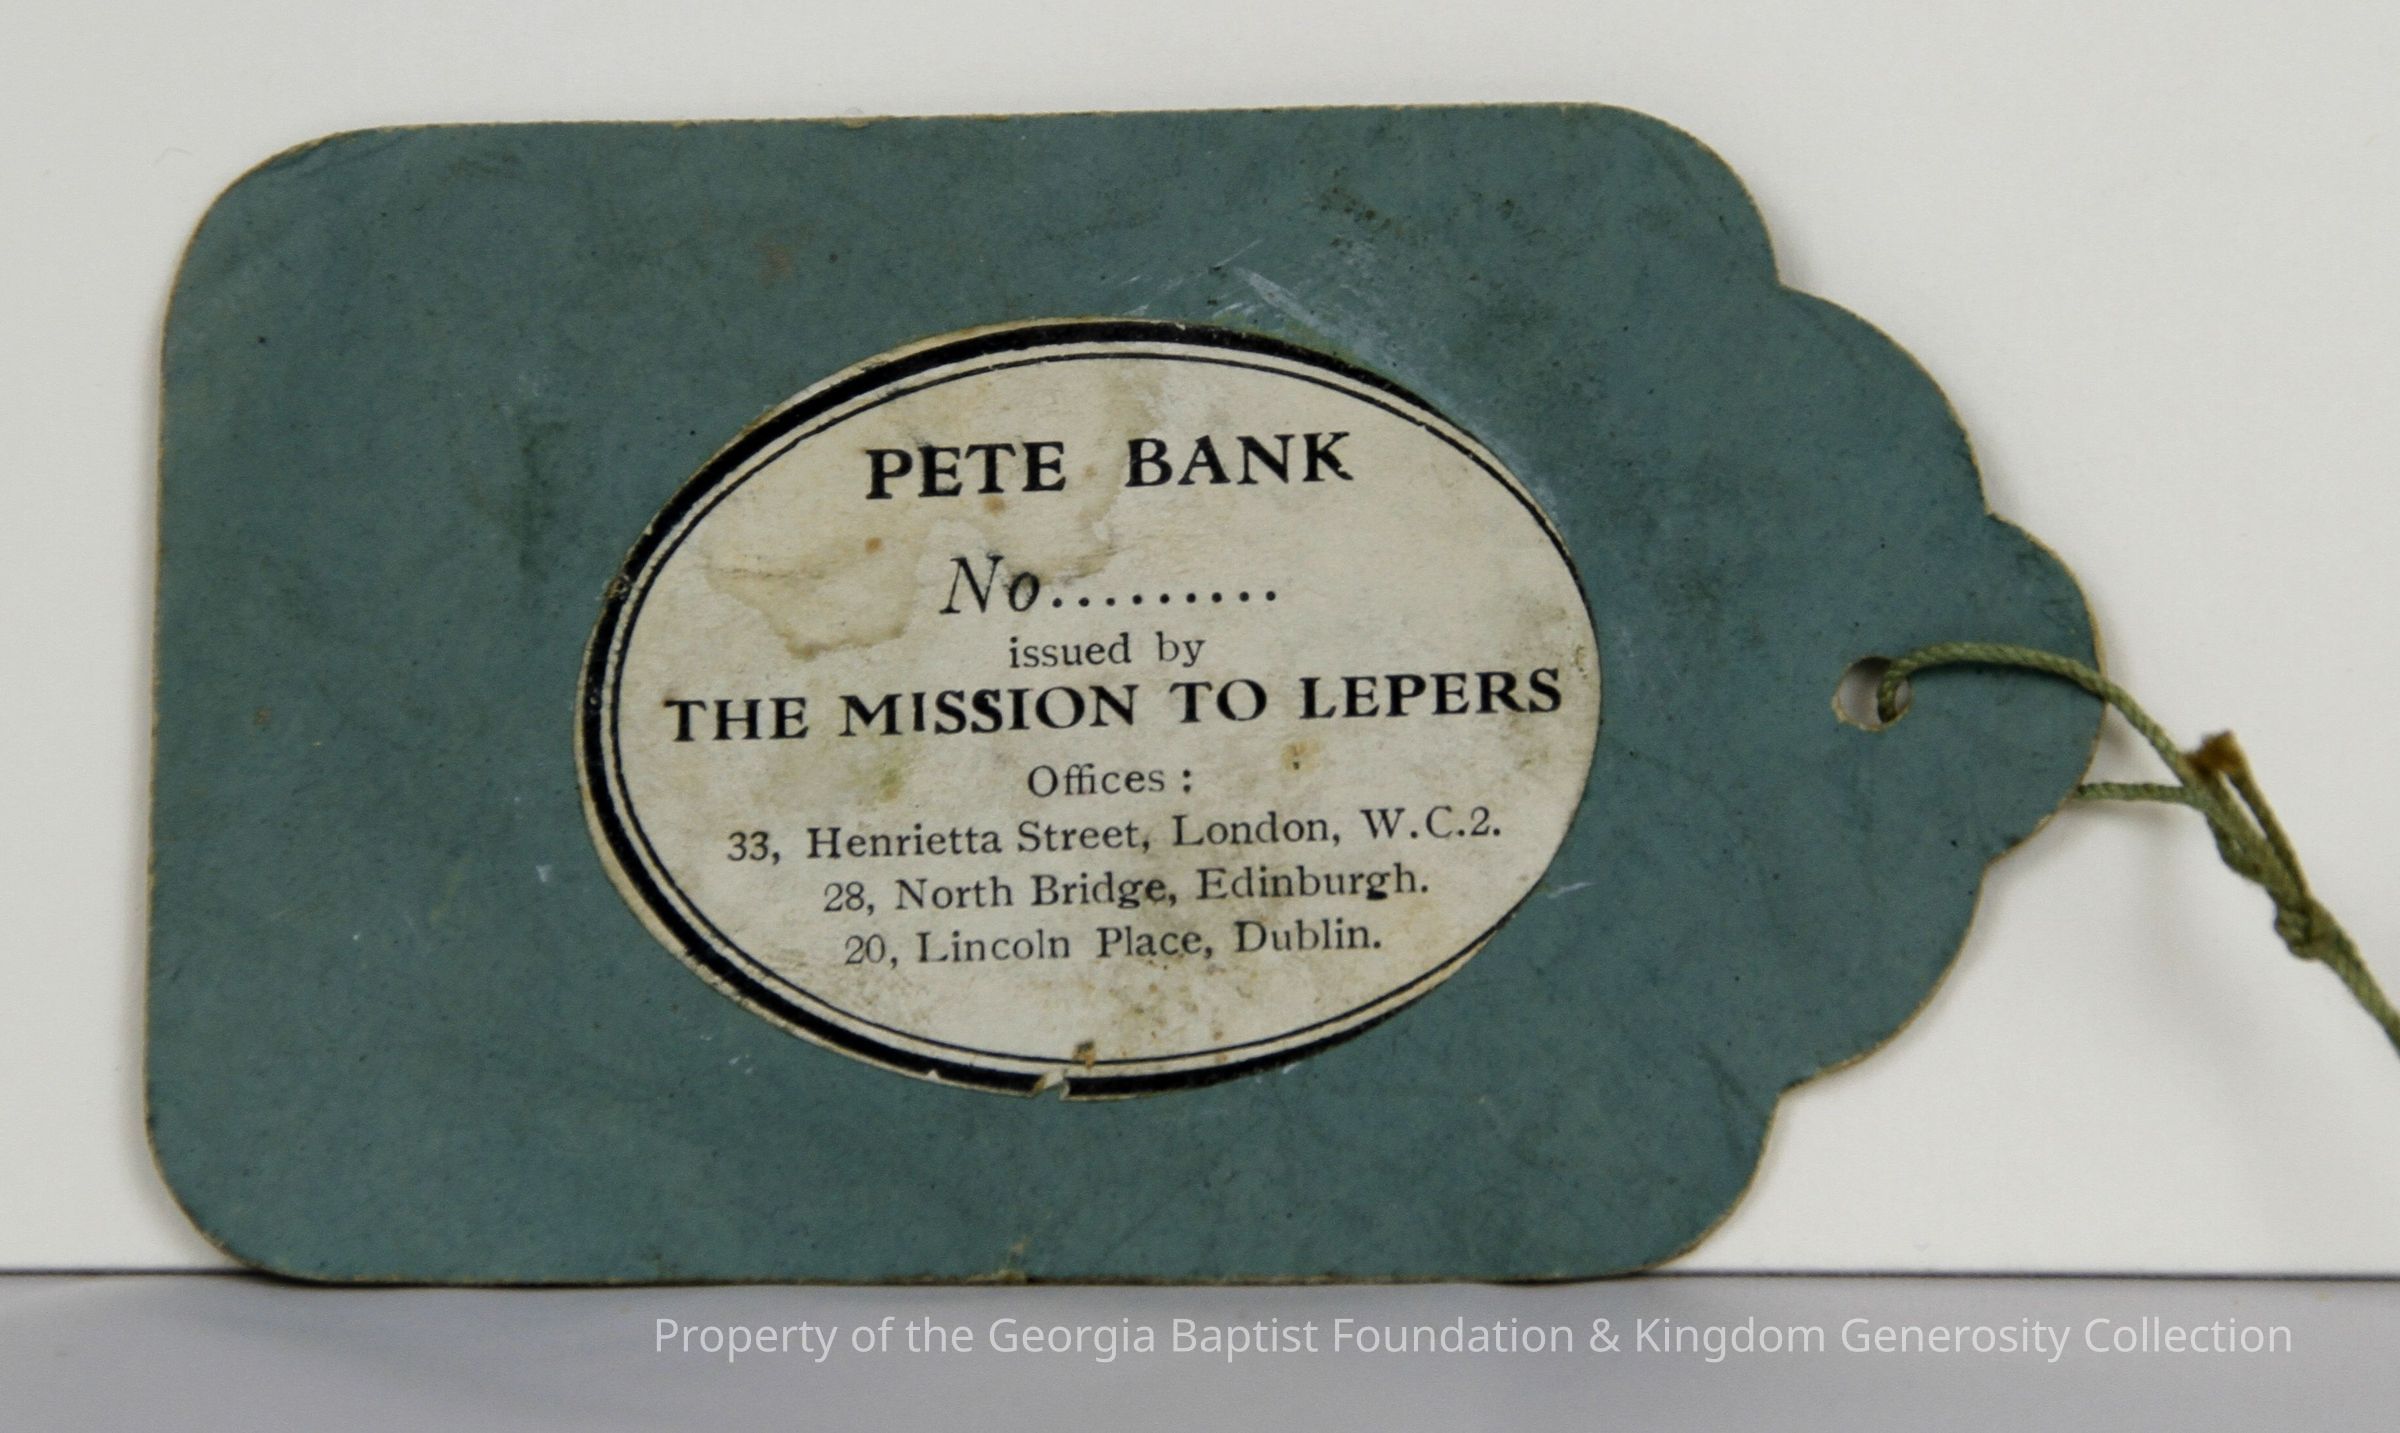 PETE BANK
No.........
issued by
THE MISSION TO LEPERS
Offices :
33, Henrietta Street, London, W.C.2.
28, North Bridge, Edinburgh.
20, Lincoln Place, Dublin.
Property of the Georgia Baptist Foundation & Kingdom Generosity Collection